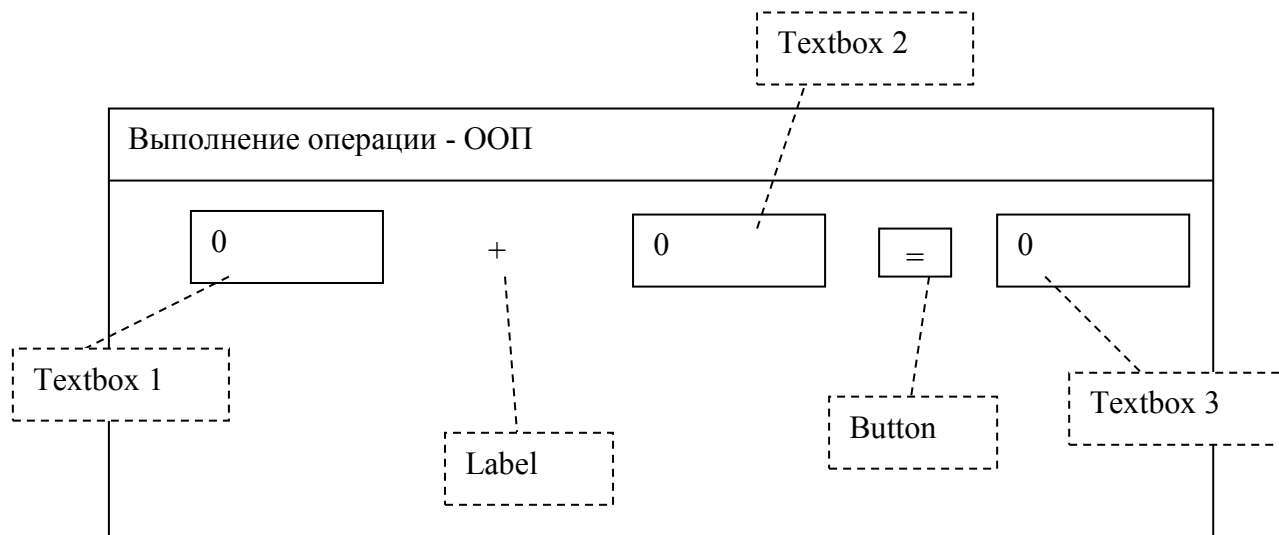 Textbox 2
Выполнение операции - ООП
0 + 0 = 0
Textbox 1
Label
Button
Textbox 3